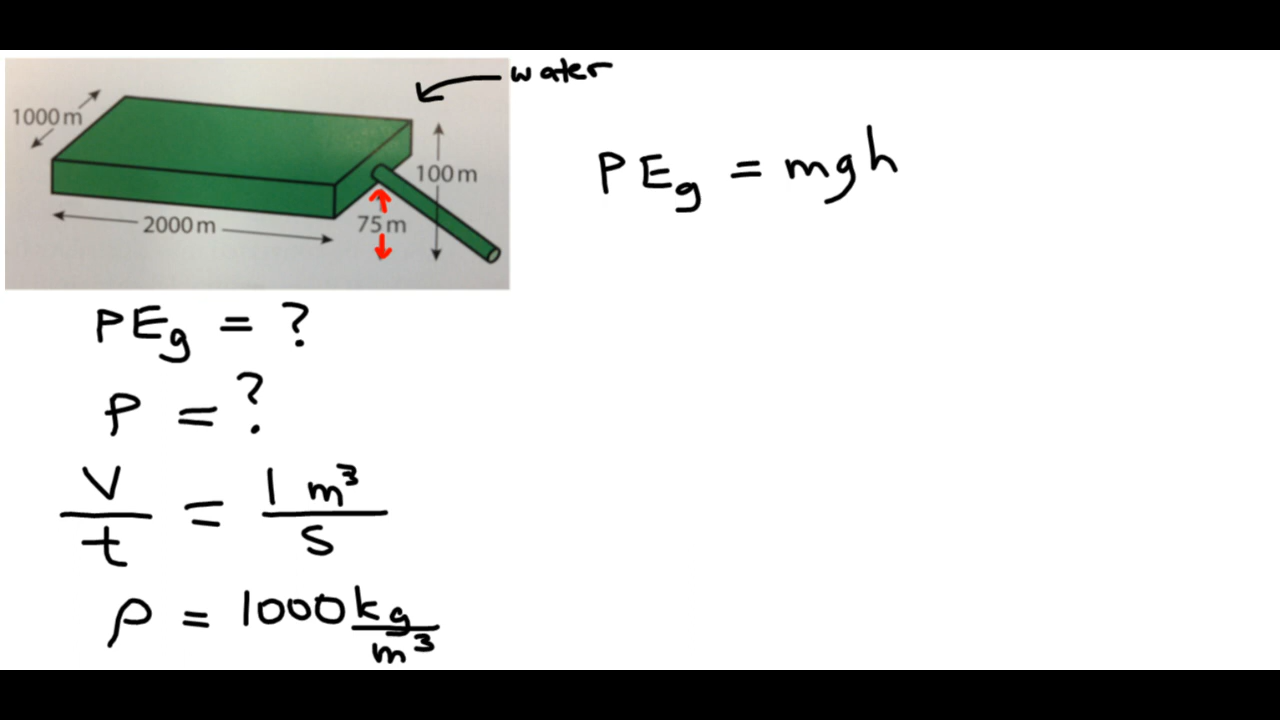 water
1000 m
100 m
75 m
2000 m
PEg = mgh
PEg = ?
P = ?
V/t = 1 m³/s
ρ = 1000 kg/m³